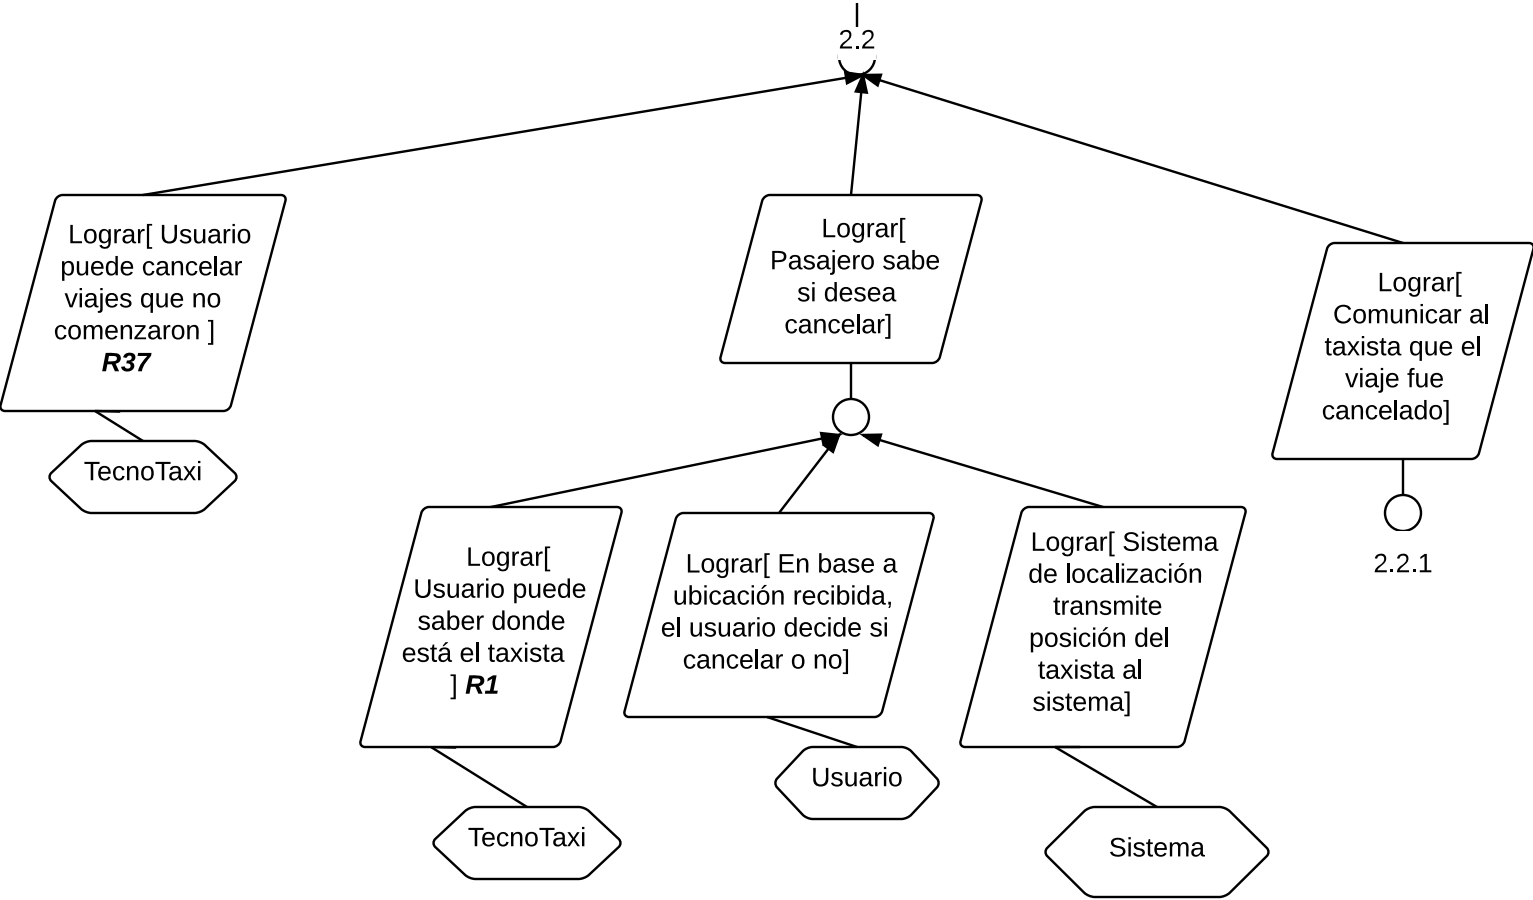 2.2
Lograr[ Usuario
puede cancelar
viajes que no
comenzaron ]
R37
TecnoTaxi
Lograr[
Pasajero sabe
si desea
cancelar]
Lograr[
Comunicar al
taxista que el
viaje fue
cancelado]
2.2.1
Lograr[
Usuario puede
saber donde
está el taxista
] R1
TecnoTaxi
Lograr[ En base a
ubicación recibida,
el usuario decide si
cancelar o no]
Usuario
Lograr[ Sistema
de localización
transmite
posición del
taxista al
sistema]
Sistema